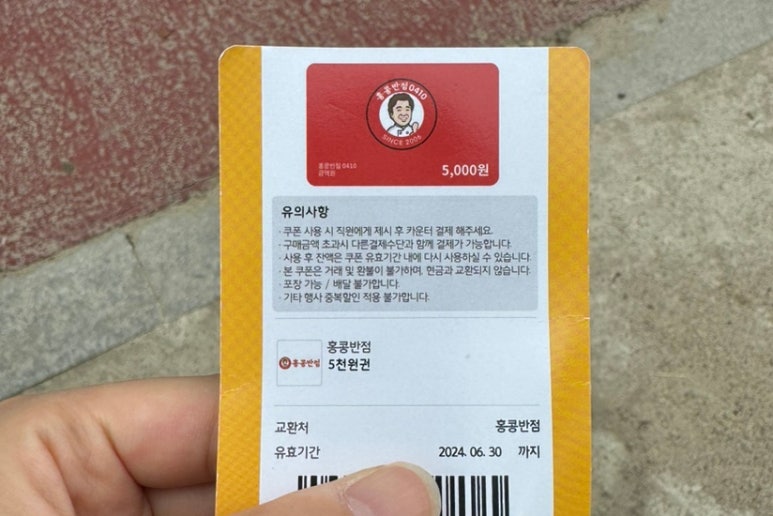 홍콩반점0410
SINCE 2006
홍콩반점 0410
금액권
5,000원
유의사항
· 쿠폰 사용 시 직원에게 제시 후 카운터 결제 해주세요.
· 구매금액 초과시 다른결제수단과 함께 결제가 가능합니다.
· 사용 후 잔액은 쿠폰 유효기간 내에 다시 사용하실 수 있습니다.
· 본 쿠폰은 거래 및 환불이 불가하며, 현금과 교환되지 않습니다.
· 포장 가능 / 배달 불가합니다.
· 기타 행사 중복할인 적용 불가합니다.
홍콩반점
홍콩반점
5천원권
교환처 홍콩반점
유효기간 2024. 06. 30 까지